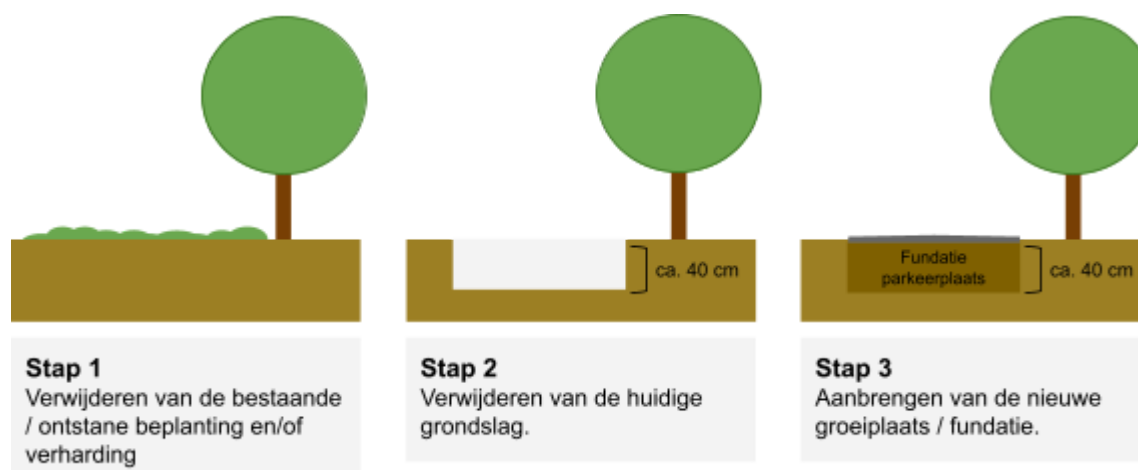 ca. 40 cm
Fundatie
parkeerplaats
ca. 40 cm
Stap 1
Verwijderen van de bestaande
/ ontstane beplanting en/of
verharding
Stap 2
Verwijderen van de huidige
grondslag.
Stap 3
Aanbrengen van de nieuwe
groeiplaats / fundatie.